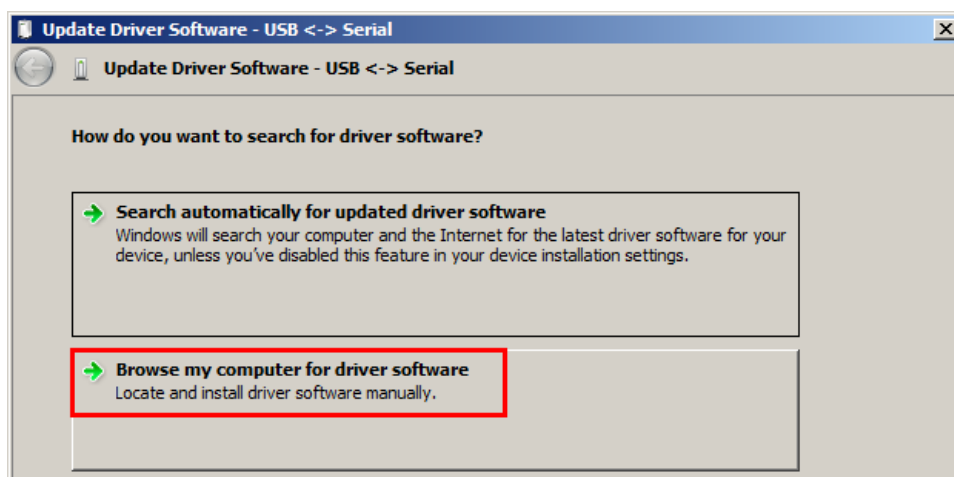 Update Driver Software - USB <-> Serial
Update Driver Software - USB <-> Serial
How do you want to search for driver software?
Search automatically for updated driver software
Windows will search your computer and the Internet for the latest driver software for your
device, unless you've disabled this feature in your device installation settings.
Browse my computer for driver software
Locate and install driver software manually.